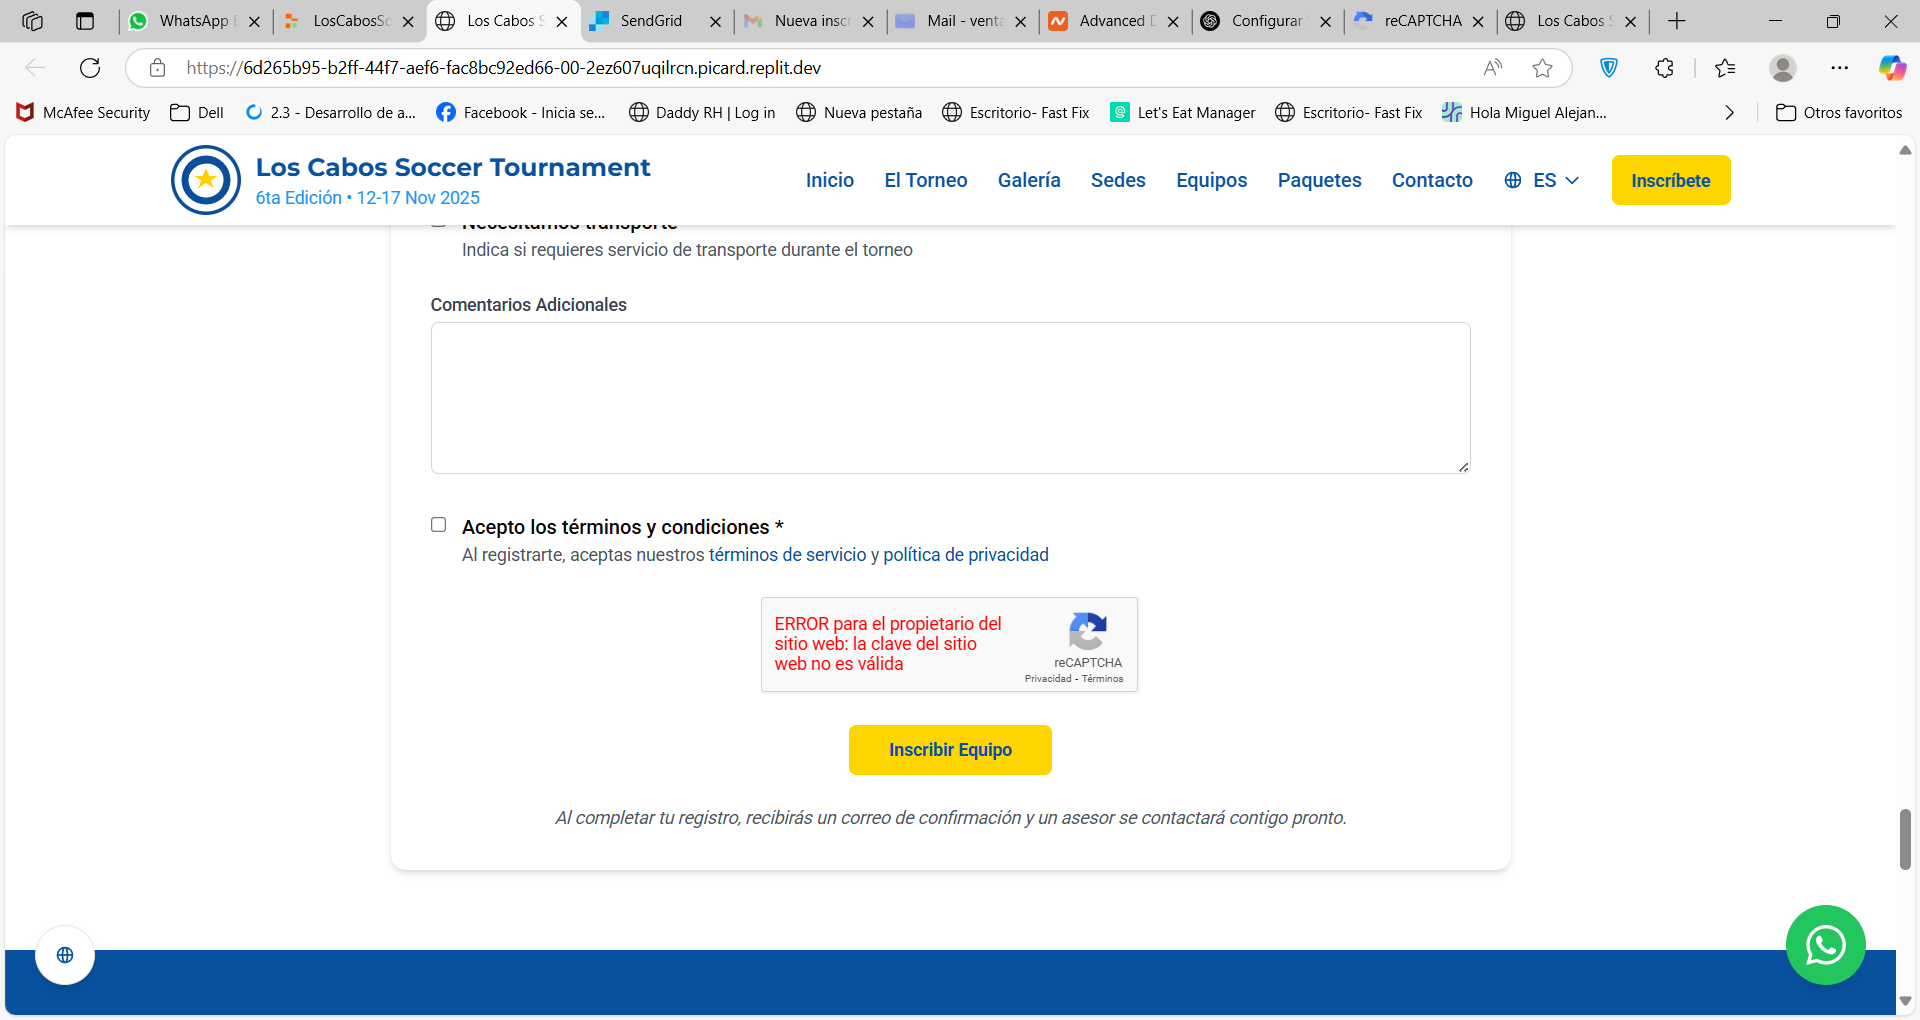 WhatsApp
LosCabosSo
Los Cabos S
SendGrid
Nueva inscr
Mail - venta
Advanced D
Configurar
reCAPTCHA
Los Cabos S
https://6d265b95-b2ff-44f7-aef6-fac8bc92ed66-00-2ez607uqilrcn.picard.replit.dev
McAfee Security
Dell
2.3 - Desarrollo de a...
Facebook - Inicia se...
Daddy RH | Log in
Nueva pestaña
Escritorio- Fast Fix
Let's Eat Manager
Escritorio- Fast Fix
Hola Miguel Alejan...
Otros favoritos
Los Cabos Soccer Tournament
6ta Edición • 12-17 Nov 2025
Inicio
El Torneo
Galería
Sedes
Equipos
Paquetes
Contacto
ES
Inscríbete
Necesitamos transporte
Indica si requieres servicio de transporte durante el torneo
Comentarios Adicionales
Acepto los términos y condiciones *
Al registrarte, aceptas nuestros términos de servicio y política de privacidad
ERROR para el propietario del
sitio web: la clave del sitio
web no es válida
reCAPTCHA
Privacidad - Términos
Inscribir Equipo
Al completar tu registro, recibirás un correo de confirmación y un asesor se contactará contigo pronto.